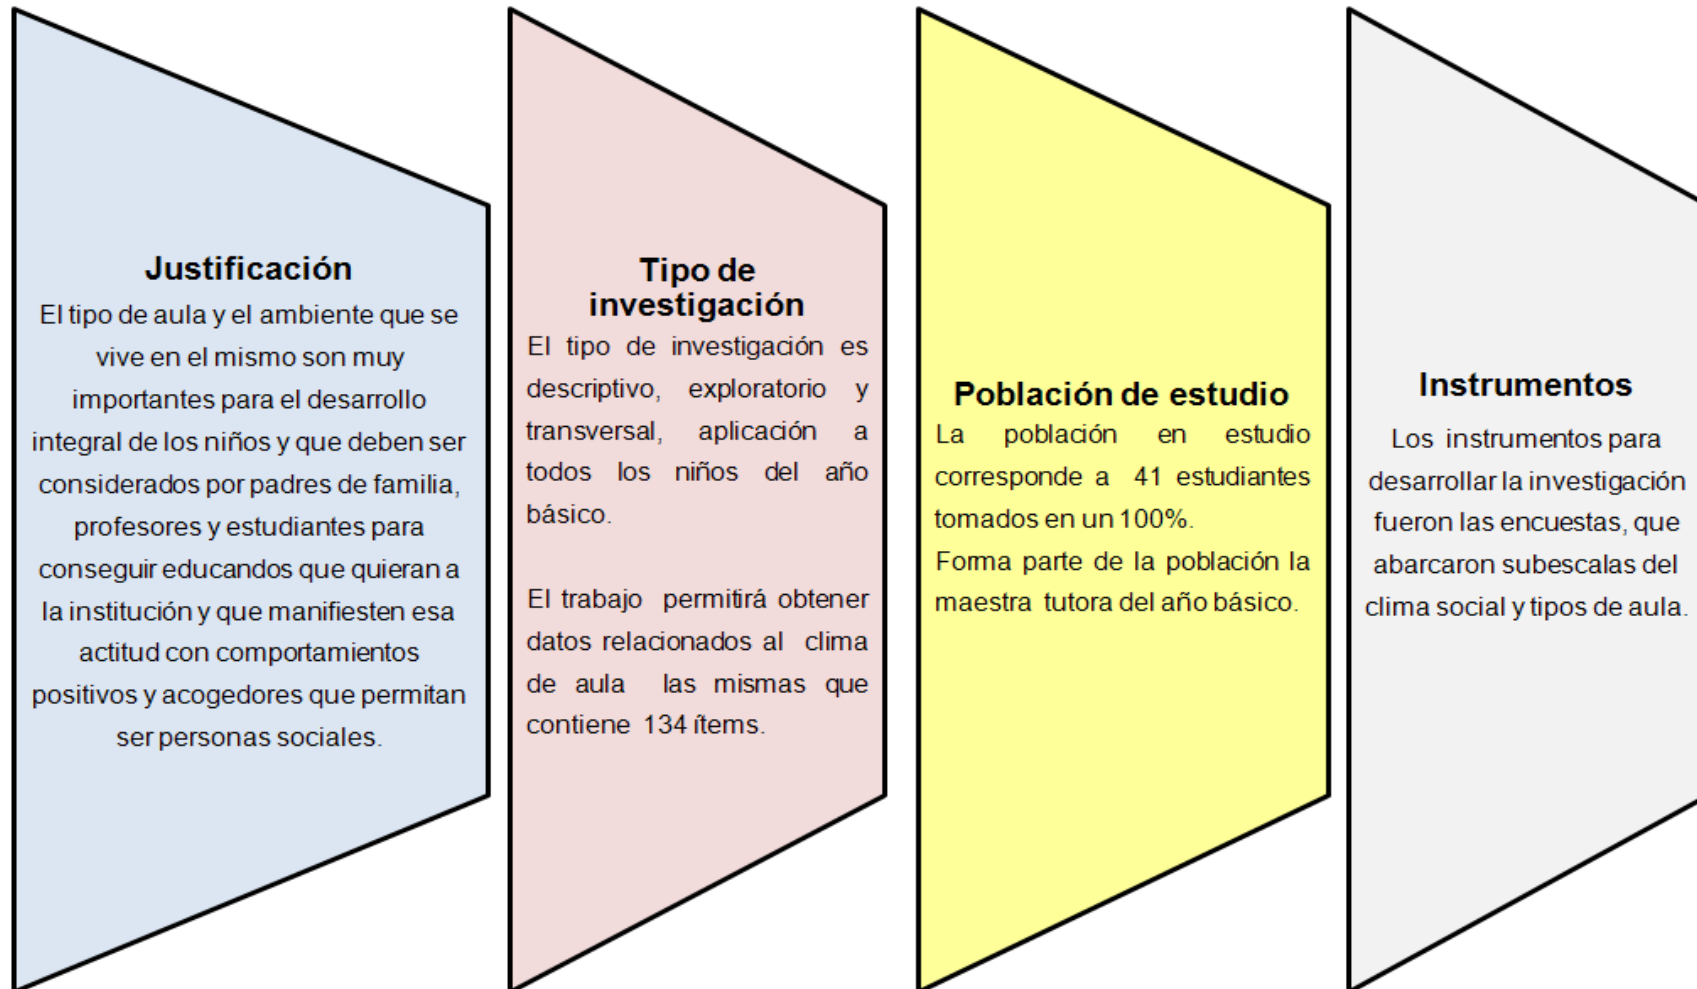 Justificación
El tipo de aula y el ambiente que se
vive en el mismo son muy
importantes para el desarrollo
integral de los niños y que deben ser
considerados por padres de familia,
profesores y estudiantes para
conseguir educandos que quieran a
la institución y que manifiesten esa
actitud con comportamientos
positivos y acogedores que permitan
ser personas sociales.
Tipo de
investigación
El tipo de investigación es
descriptivo, exploratorio y
transversal, aplicación a
todos los niños del año
básico.
El trabajo permitirá obtener
datos relacionados al clima
de aula las mismas que
contiene 134 ítems.
Población de estudio
La población en estudio
corresponde a 41 estudiantes
tomados en un 100%.
Forma parte de la población la
maestra tutora del año básico.
Instrumentos
Los instrumentos para
desarrollar la investigación
fueron las encuestas, que
abarcaron subescalas del
clima social y tipos de aula.